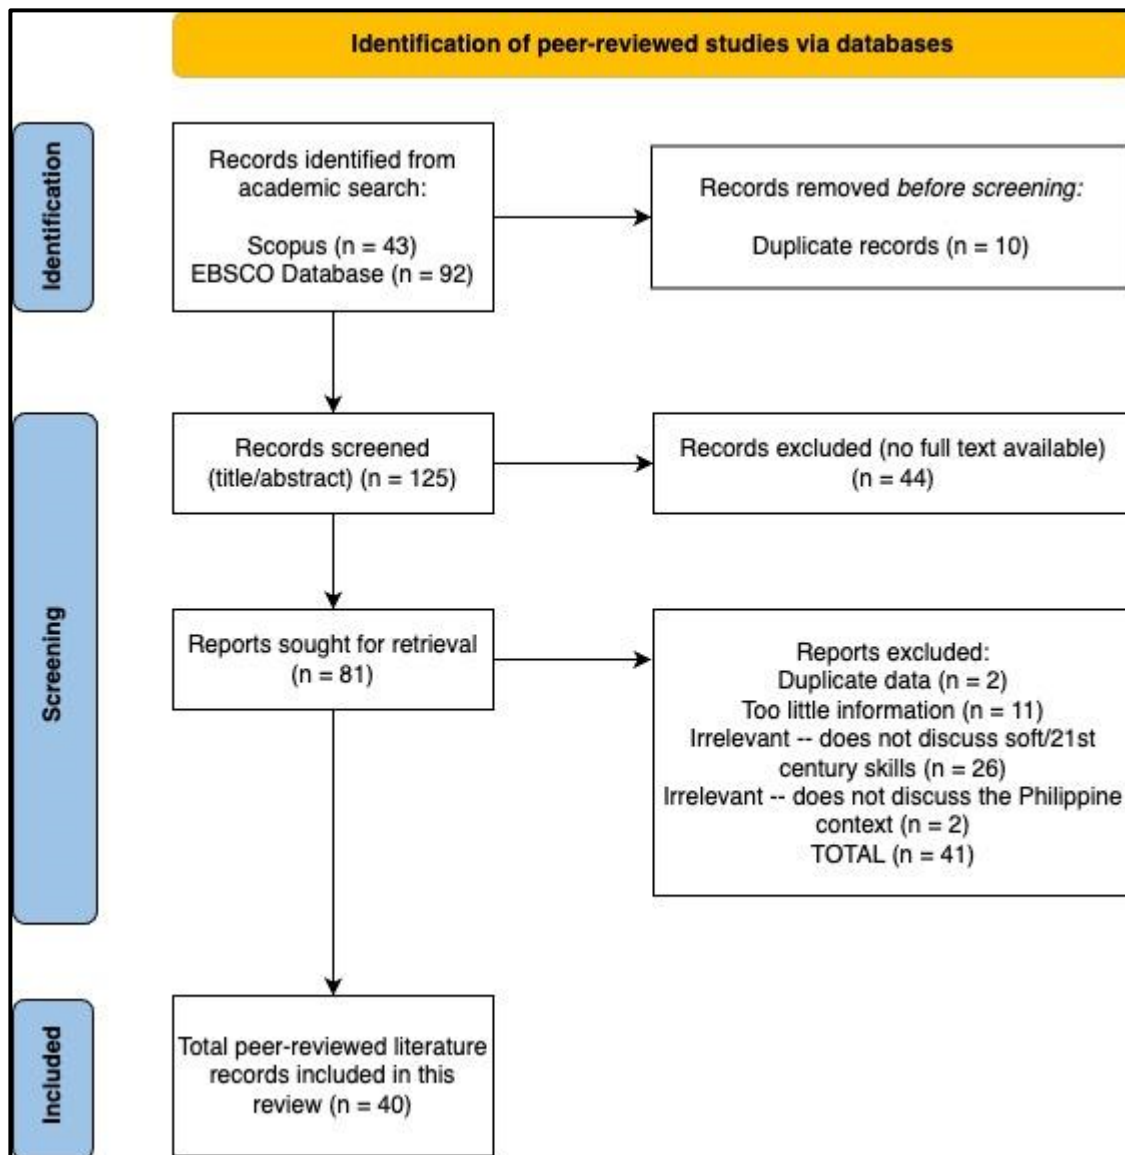 Identification of peer-reviewed studies via databases
Identification
Records identified from
academic search:
Scopus (n = 43)
EBSCO Database (n = 92)
Records removed before screening:
Duplicate records (n = 10)
Screening
Records screened
(title/abstract) (n = 125)
Records excluded (no full text available)
(n = 44)
Reports sought for retrieval
(n = 81)
Reports excluded:
Duplicate data (n = 2)
Too little information (n = 11)
Irrelevant -- does not discuss soft/21st
century skills (n = 26)
Irrelevant -- does not discuss the Philippine
context (n = 2)
TOTAL (n = 41)
Included
Total peer-reviewed literature
records included in this
review (n = 40)